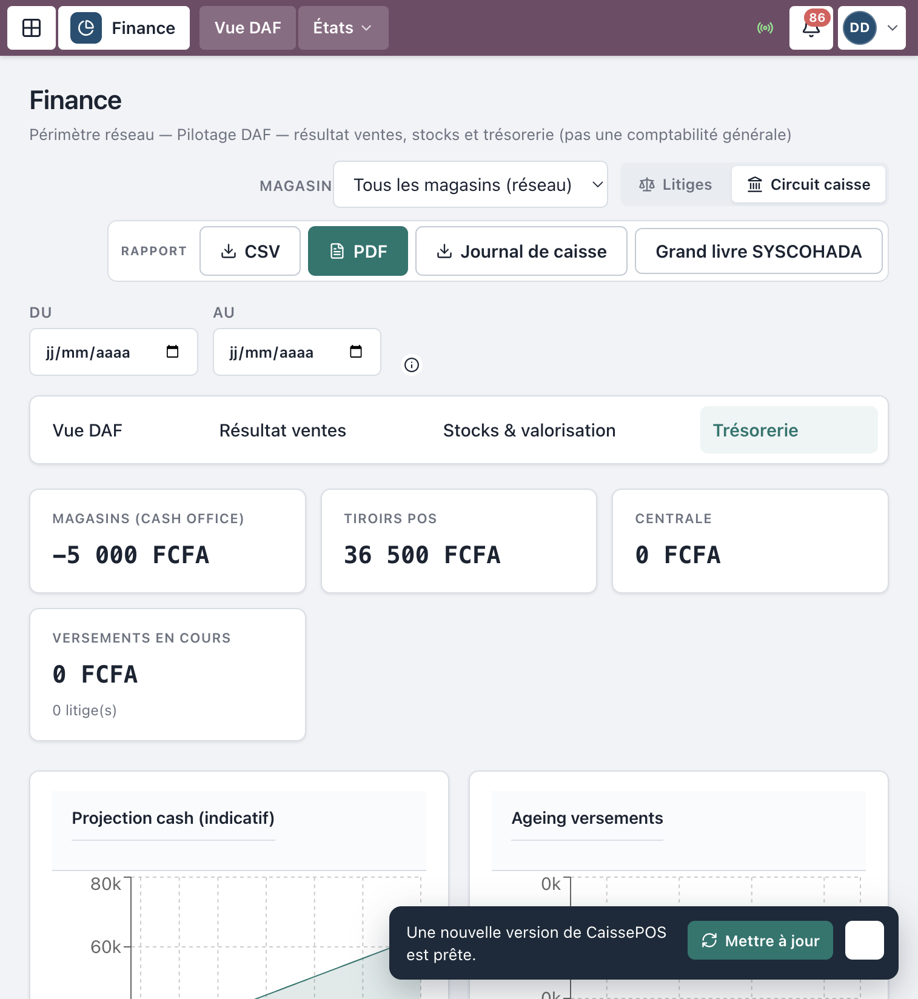 Finance
Vue DAF
États
86
DD
Finance
Périmètre réseau — Pilotage DAF — résultat ventes, stocks et trésorerie (pas une comptabilité générale)
MAGASIN
Tous les magasins (réseau)
Litiges
Circuit caisse
RAPPORT
CSV
PDF
Journal de caisse
Grand livre SYSCOHADA
DU
AU
jj/mm/aaaa
jj/mm/aaaa
Vue DAF
Résultat ventes
Stocks & valorisation
Trésorerie
MAGASINS (CASH OFFICE)
–5 000 FCFA
TIROIRS POS
36 500 FCFA
CENTRALE
0 FCFA
VERSEMENTS EN COURS
0 FCFA
0 litige(s)
Projection cash (indicatif)
80k
60k
Ageing versements
0k
0k
Une nouvelle version de CaissePOS
est prête.
Mettre à jour